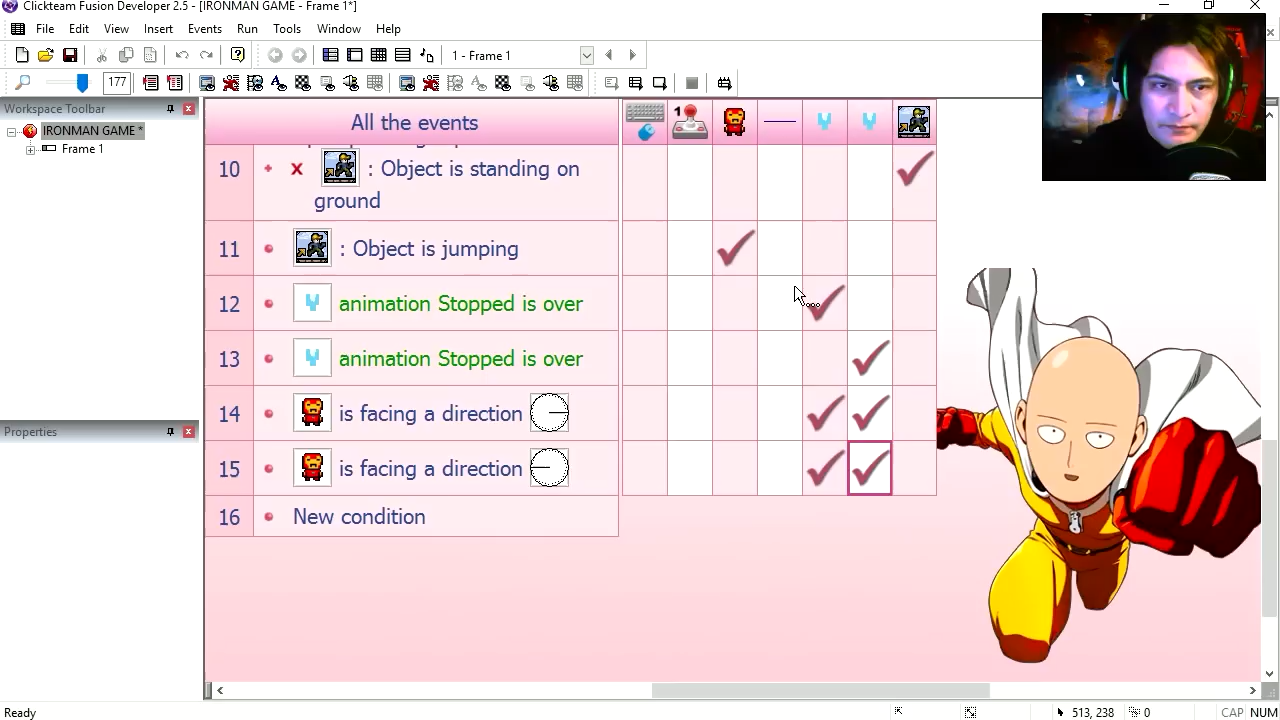 Clickteam Fusion Developer 2.5 - [IRONMAN GAME - Frame 1*]
File Edit View Insert Events Run Tools Window Help
1 - Frame 1
177
Workspace Toolbar
IRONMAN GAME *
Frame 1
Properties
All the events
1
10 x : Object is standing on
ground
11 : Object is jumping
12 animation Stopped is over
13 animation Stopped is over
14 is facing a direction
15 is facing a direction
16 New condition
Ready
513, 238
0
CAP NUM